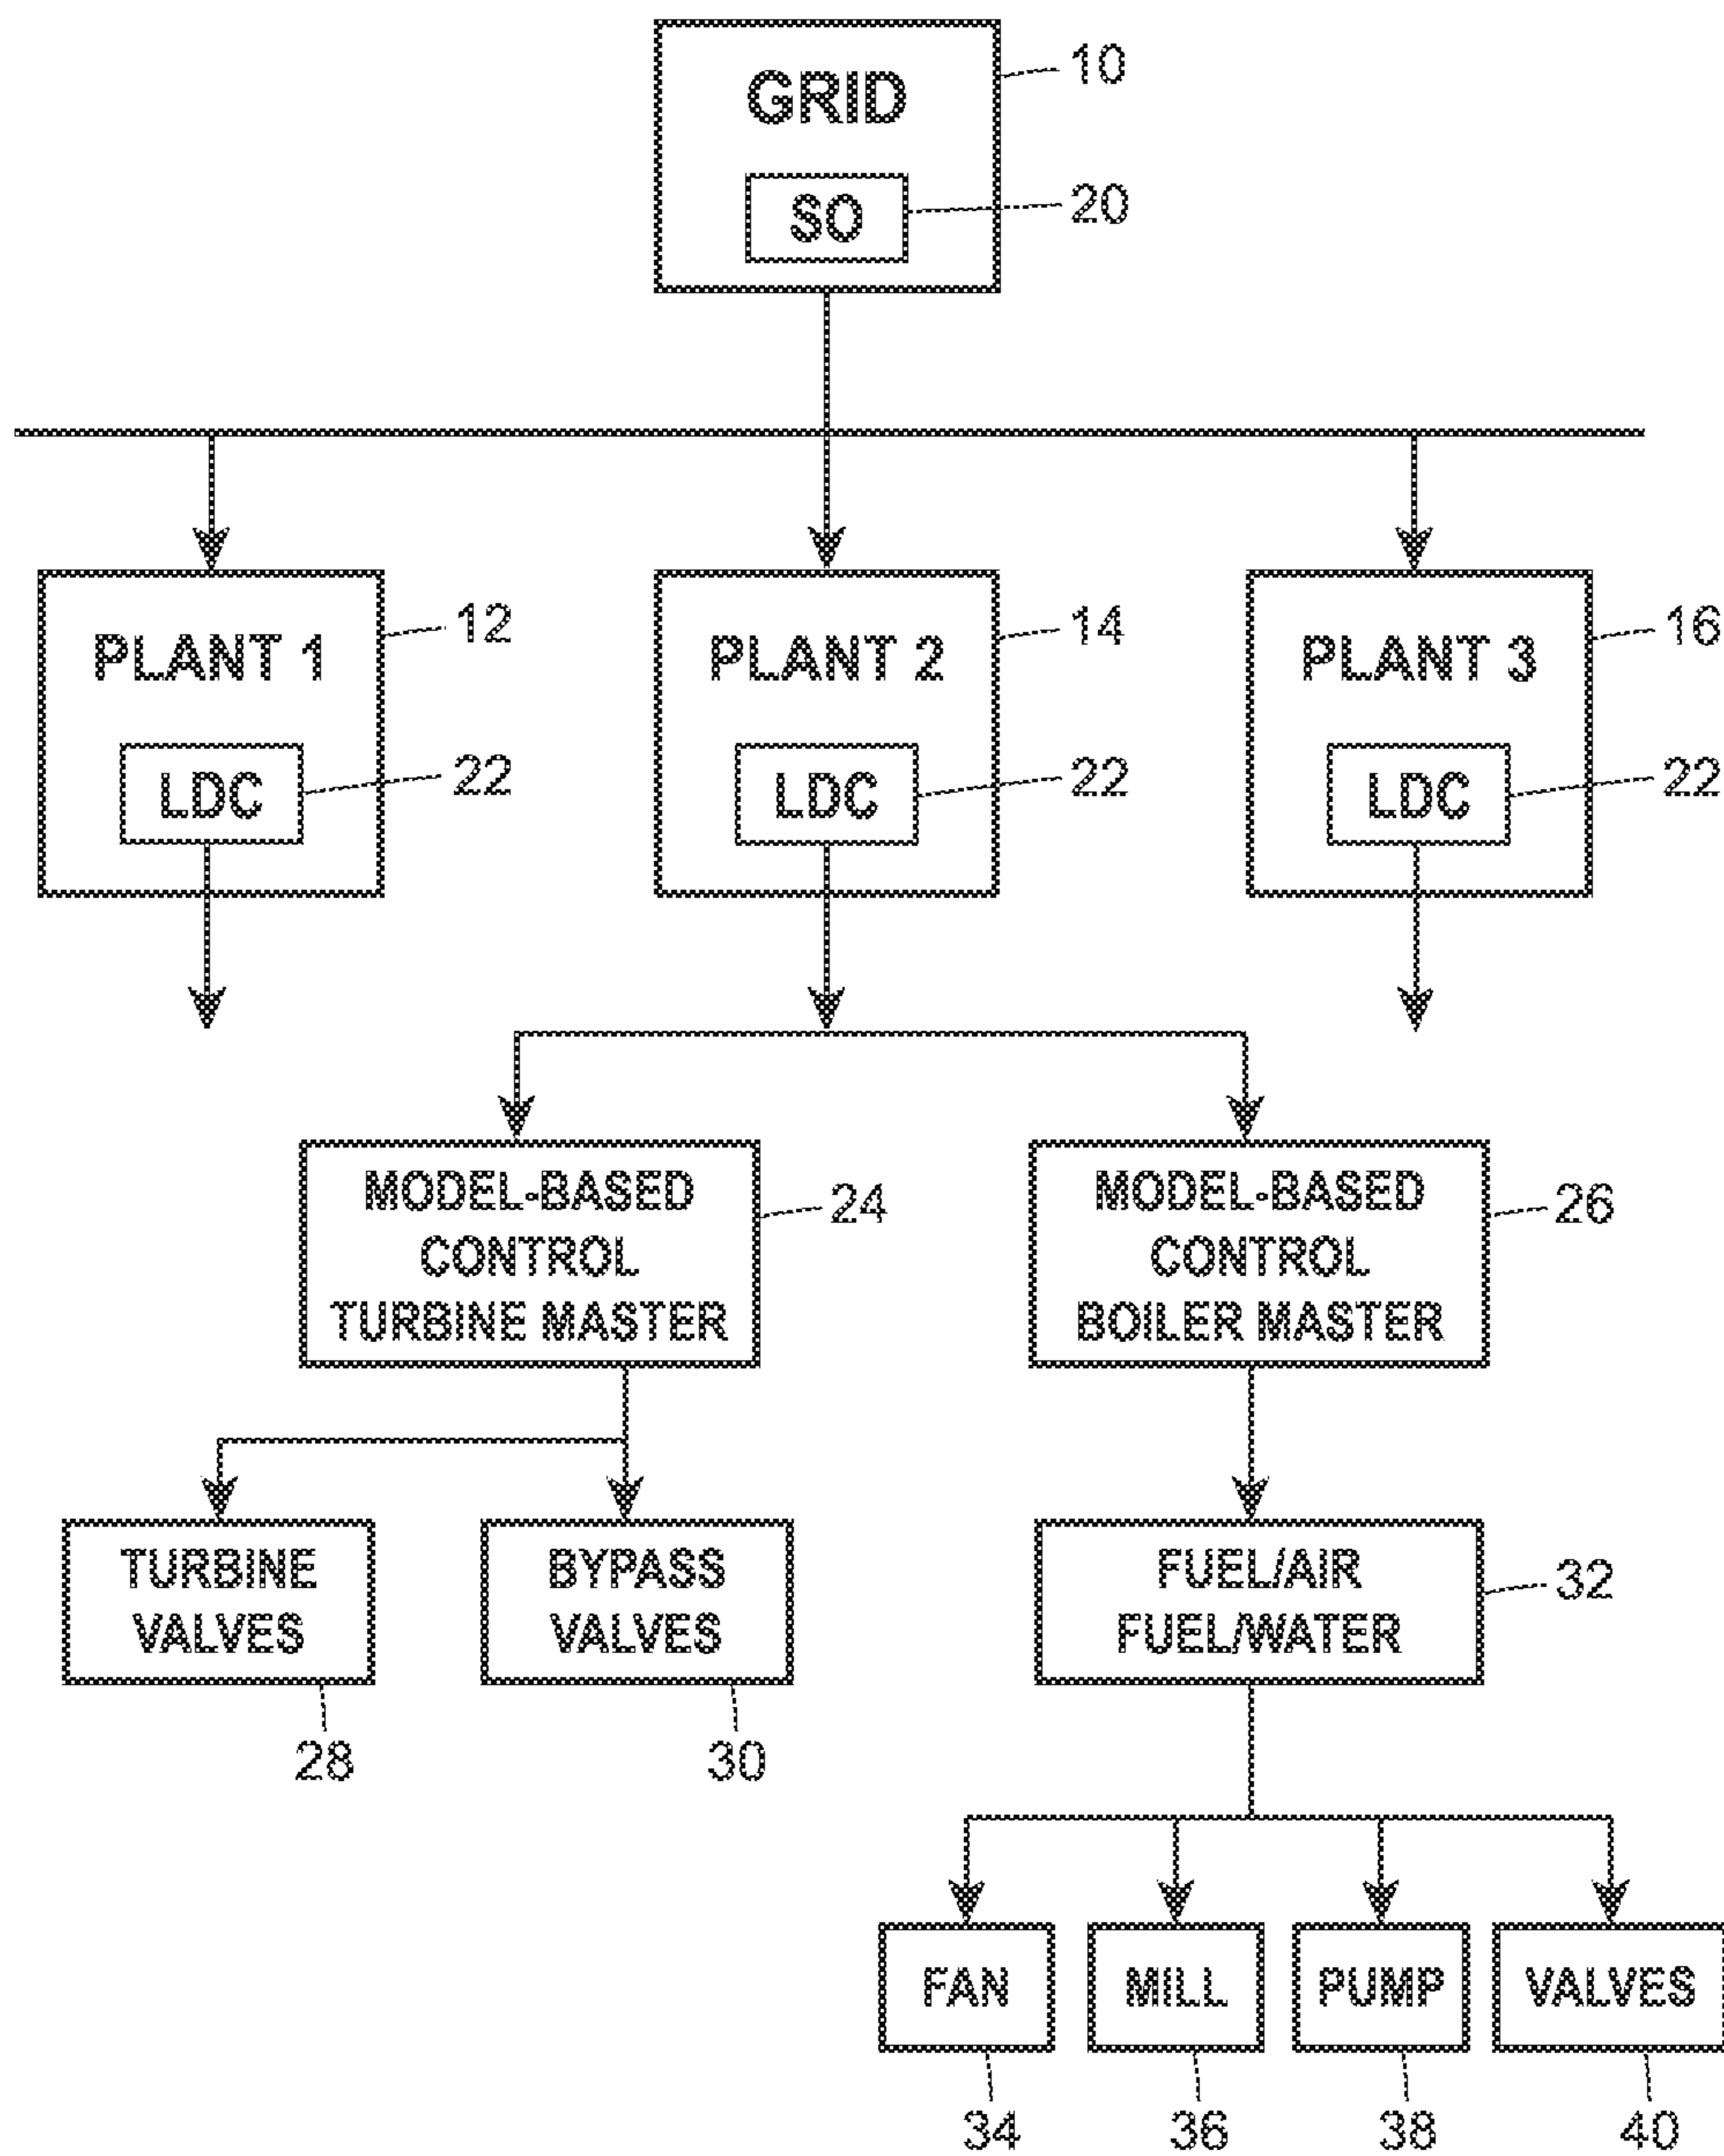 GRID
10
SO
20
PLANT 1
12
PLANT 2
14
PLANT 3
16
LDC
22
LDC
22
LDC
22
MODEL-BASED
CONTROL
TURBINE MASTER
24
MODEL-BASED
CONTROL
BOILER MASTER
26
TURBINE
VALVES
BYPASS
VALVES
FUEL/AIR
FUEL/WATER
32
28
30
FAN
MILL
PUMP
VALVES
34
36
38
40